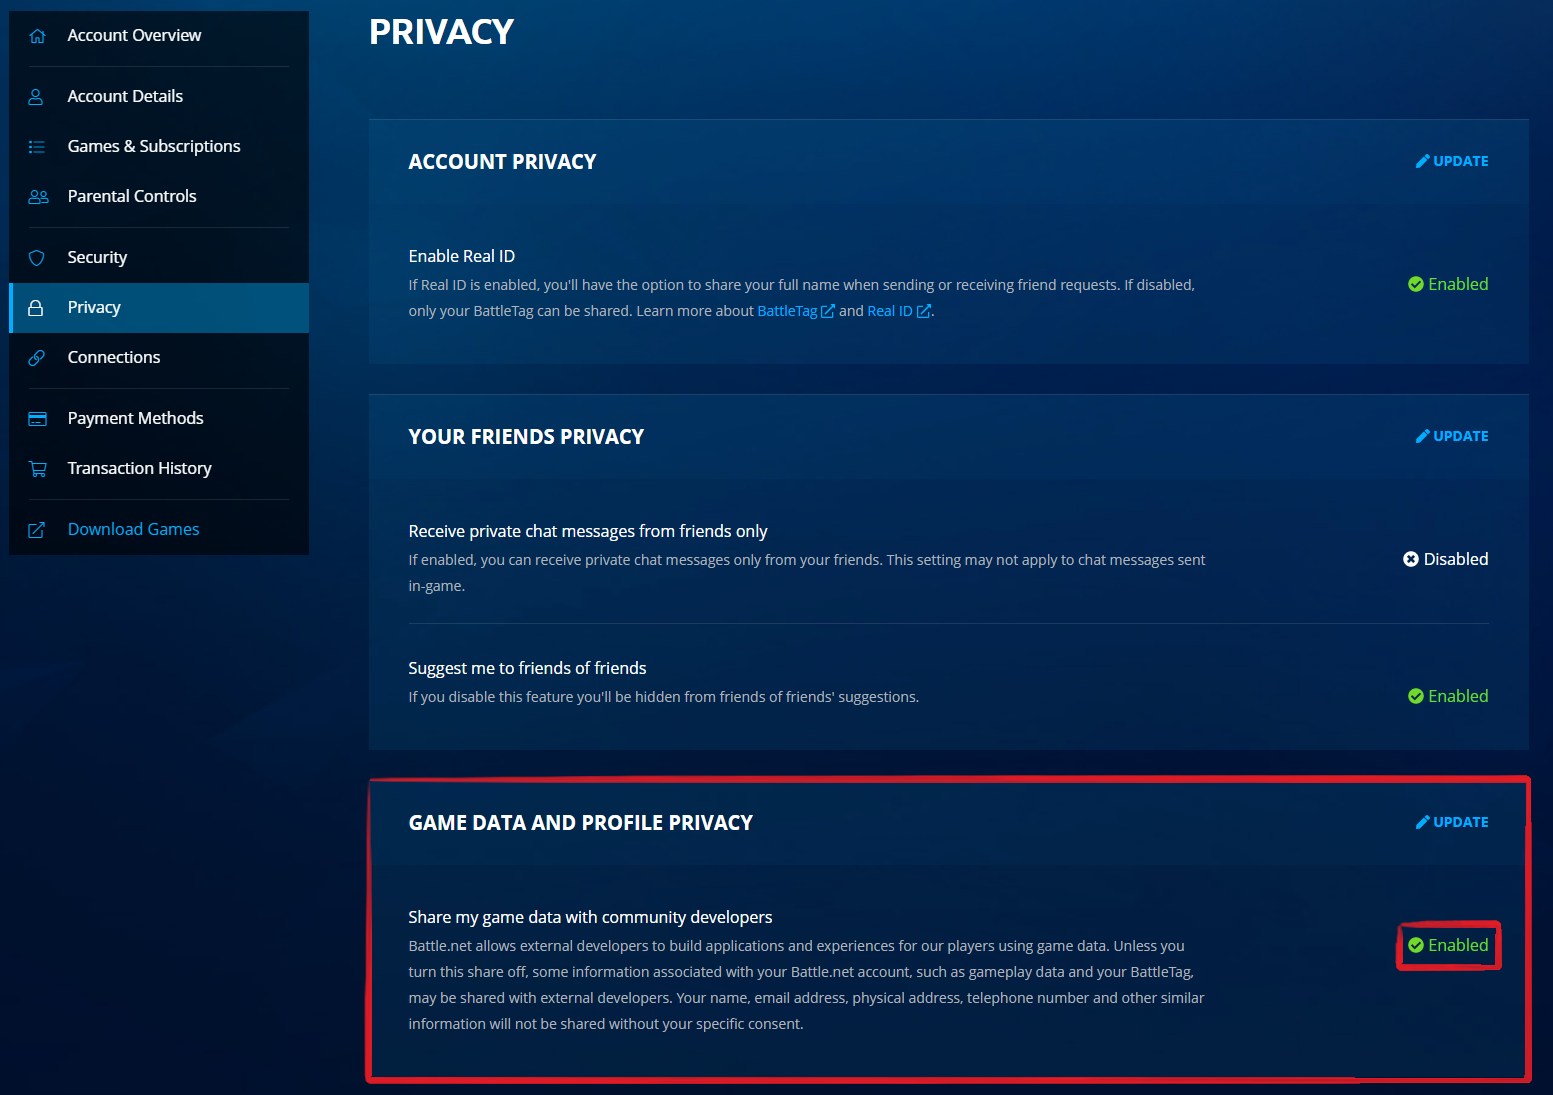 Account Overview
Account Details
Games & Subscriptions
Parental Controls
Security
Privacy
Connections
Payment Methods
Transaction History
Download Games
PRIVACY
ACCOUNT PRIVACY
UPDATE
Enable Real ID
If Real ID is enabled, you'll have the option to share your full name when sending or receiving friend requests. If disabled,
only your BattleTag can be shared. Learn more about BattleTag and Real ID.
Enabled
YOUR FRIENDS PRIVACY
UPDATE
Receive private chat messages from friends only
If enabled, you can receive private chat messages only from your friends. This setting may not apply to chat messages sent
in-game.
Disabled
Suggest me to friends of friends
If you disable this feature you'll be hidden from friends of friends' suggestions.
Enabled
GAME DATA AND PROFILE PRIVACY
UPDATE
Share my game data with community developers
Battle.net allows external developers to build applications and experiences for our players using game data. Unless you
turn this share off, some information associated with your Battle.net account, such as gameplay data and your BattleTag,
may be shared with external developers. Your name, email address, physical address, telephone number and other similar
information will not be shared without your specific consent.
Enabled